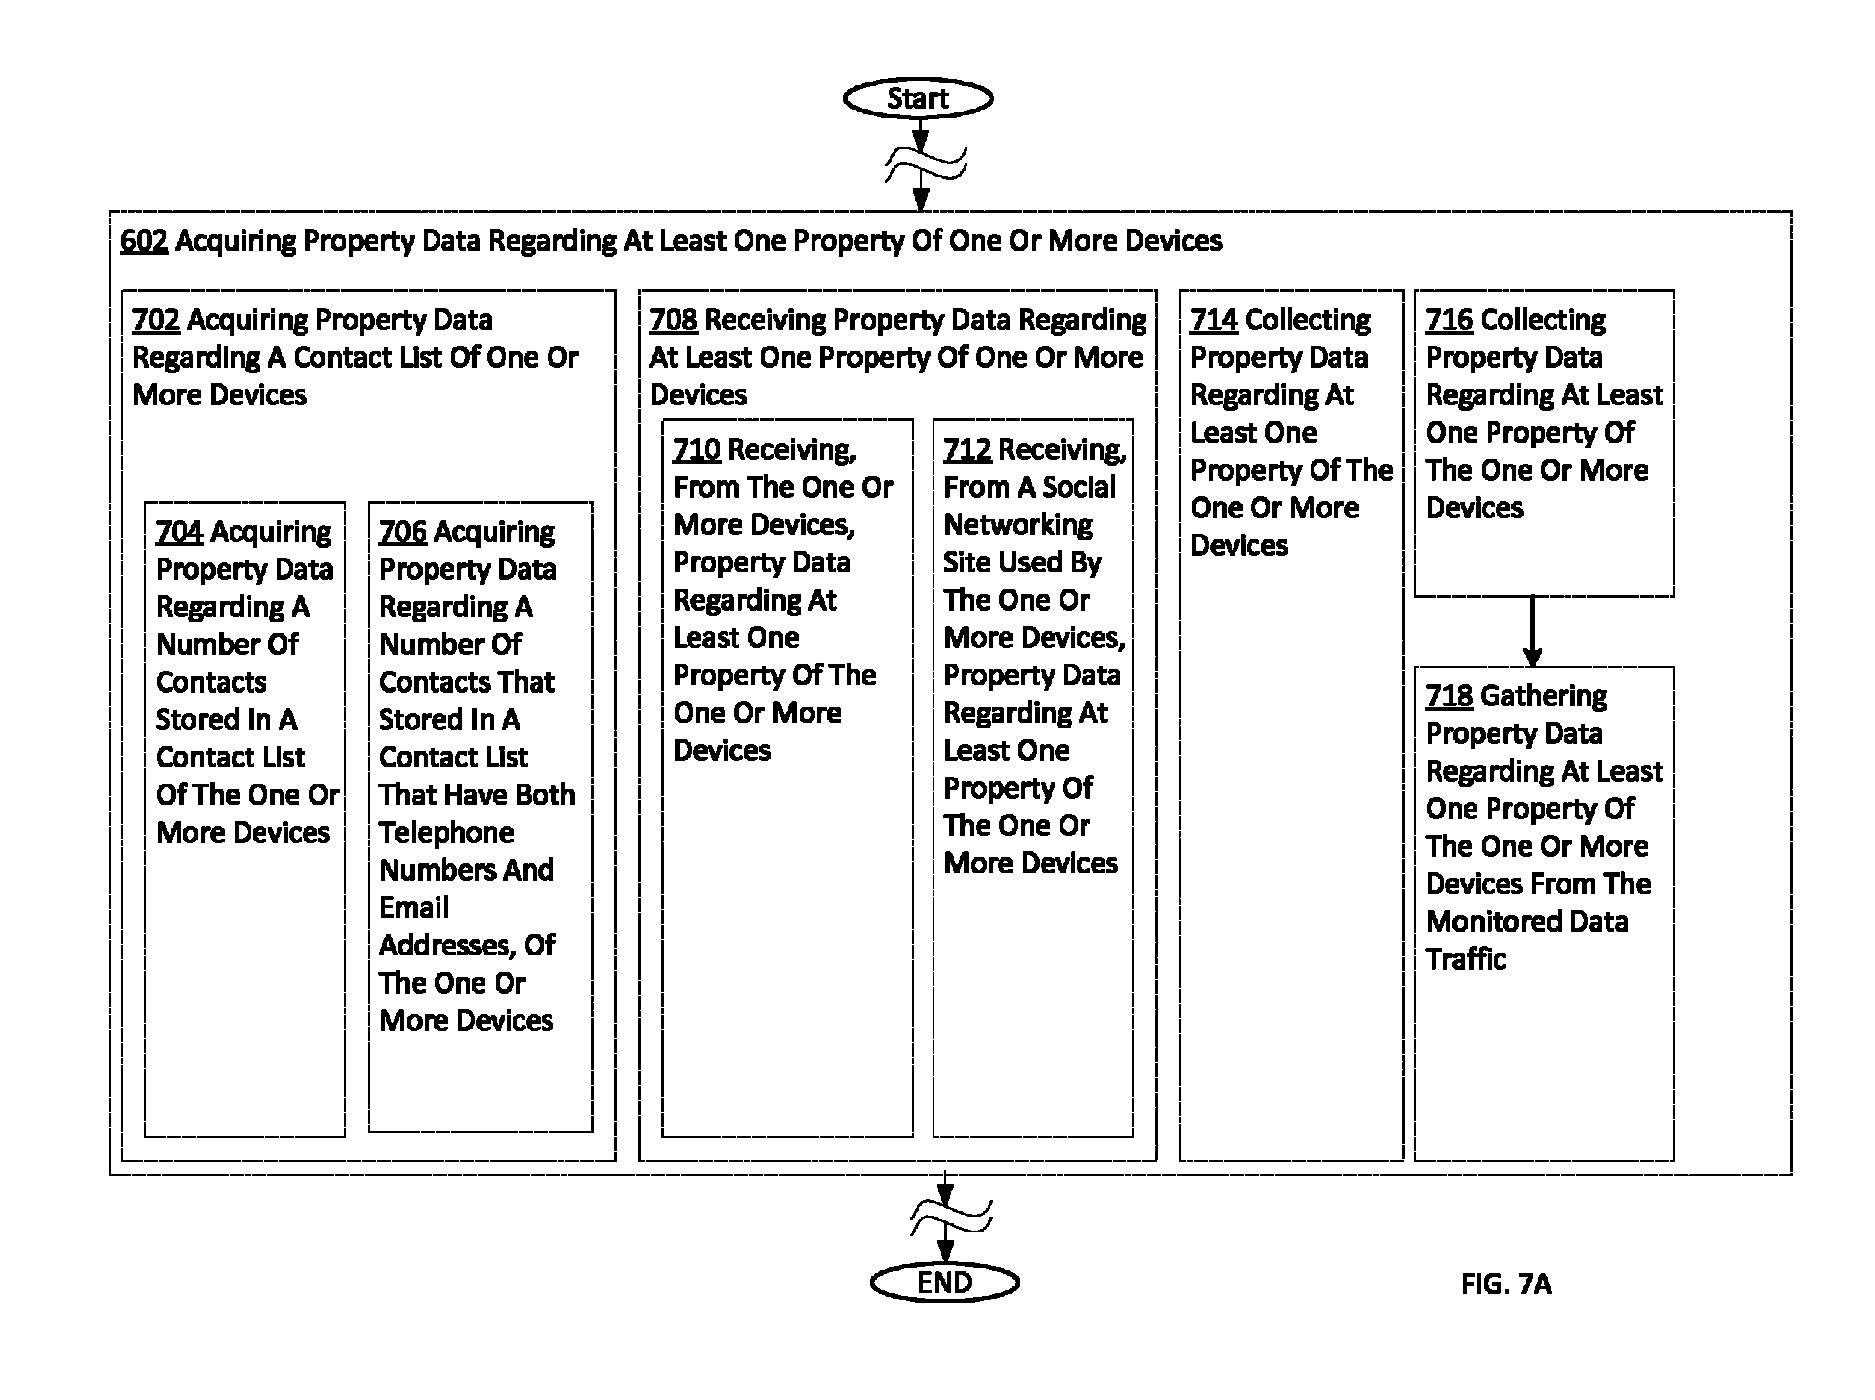 Start
602 Acquiring Property Data Regarding At Least One Property Of One Or More Devices
702 Acquiring Property Data
Regarding A Contact List Of One Or
More Devices
704 Acquiring
Property Data
Regarding A
Number Of
Contacts
Stored In A
Contact List
Of The One Or
More Devices
706 Acquiring
Property Data
Regarding A
Number Of
Contacts That
Stored In A
Contact List
That Have Both
Telephone
Numbers And
Email
Addresses, Of
The One Or
More Devices
708 Receiving Property Data Regarding
At Least One Property Of One Or More
Devices
710 Receiving,
From The One Or
More Devices,
Property Data
Regarding At
Least One
Property Of The
One Or More
Devices
712 Receiving,
From A Social
Networking
Site Used By
The One Or
More Devices,
Property Data
Regarding At
Least One
Property Of
The One Or
More Devices
714 Collecting
Property Data
Regarding At
Least One
Property Of The
One Or More
Devices
716 Collecting
Property Data
Regarding At Least
One Property Of
The One Or More
Devices
718 Gathering
Property Data
Regarding At Least
One Property Of
The One Or More
Devices From The
Monitored Data
Traffic
END
FIG. 7A